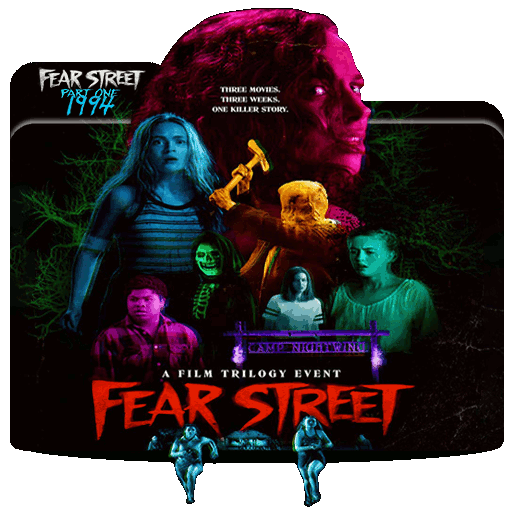 FEAR STREET
PART ONE
1994
THREE MOVIES.
THREE WEEKS.
ONE KILLER STORY.
CAMP NIGHTWING
A FILM TRILOGY EVENT
FEAR STREET